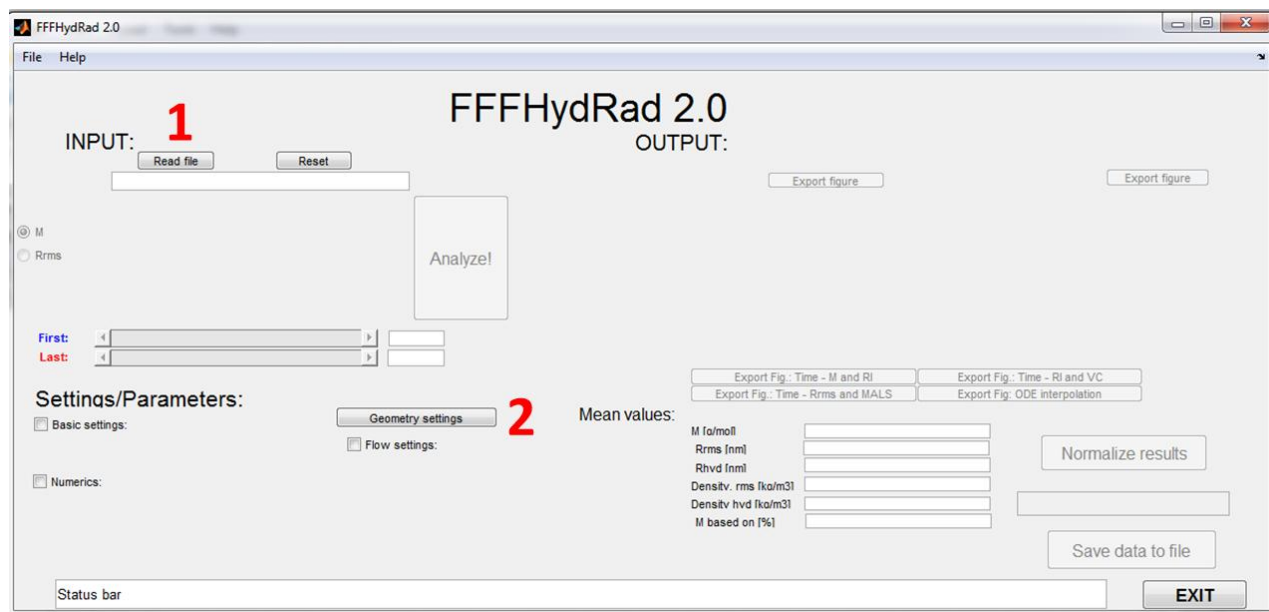 FFFHydRad 2.0
File Help
FFFHydRad 2.0
1
INPUT:
OUTPUT:
Read file
Reset
Export figure
Export figure
M
Rrms
Analyze!
First:
Last:
Export Fig.: Time - M and RI
Export Fig.: Time - RI and VC
Export Fig.: Time - Rrms and MALS
Export Fig: ODE interpolation
Settings/Parameters:
Basic settings:
Geometry settings
2
Flow settings:
Numerics:
Mean values:
M [g/mol]
Rrms [nm]
Rhyd [nm]
Density, rms [kg/m3]
Density hyd [kg/m3]
M based on [%]
Normalize results
Save data to file
Status bar
EXIT